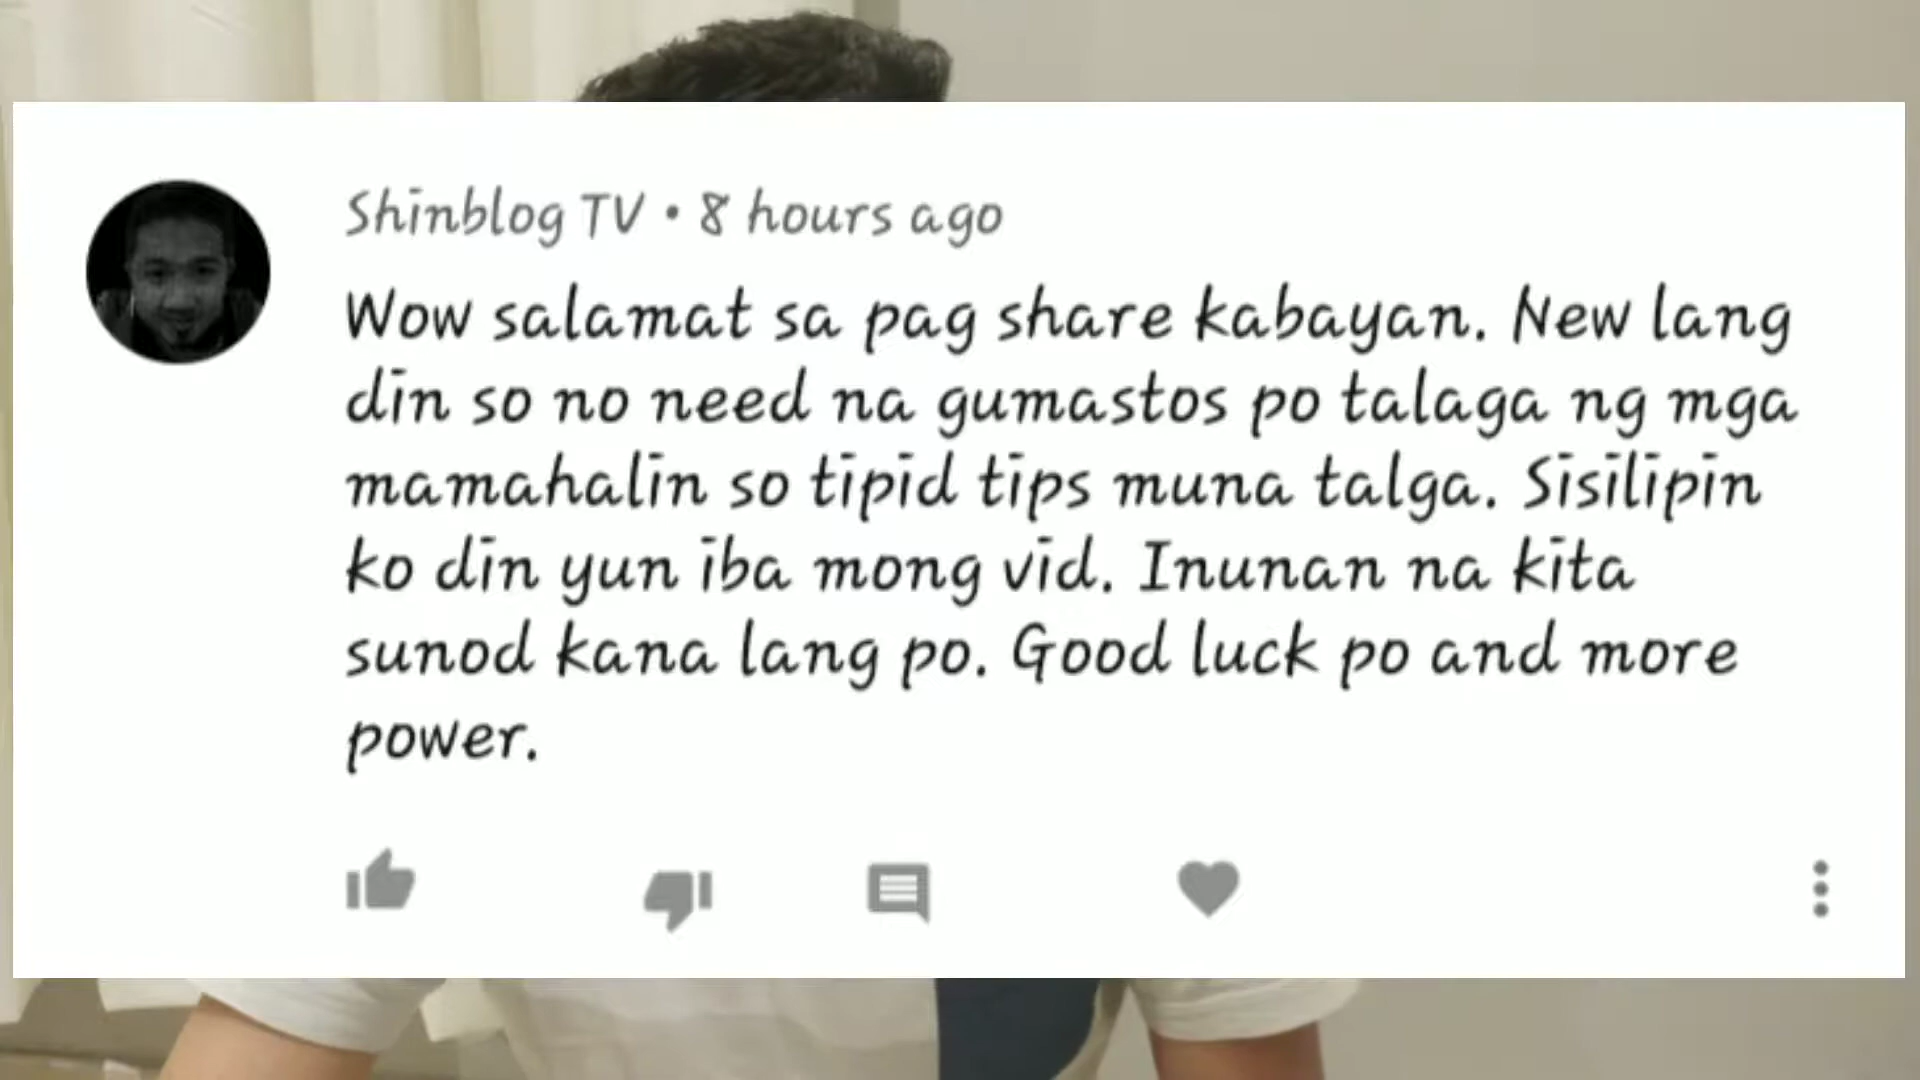 Shinblog TV • 8 hours ago
Wow salamat sa pag share kabayan. New lang
din so no need na gumastos po talaga ng mga
mamahalin so tipid tips muna talga. Sisilipin
ko din yun iba mong vid. Inunan na kita
sunod kana lang po. Good luck po and more
power.